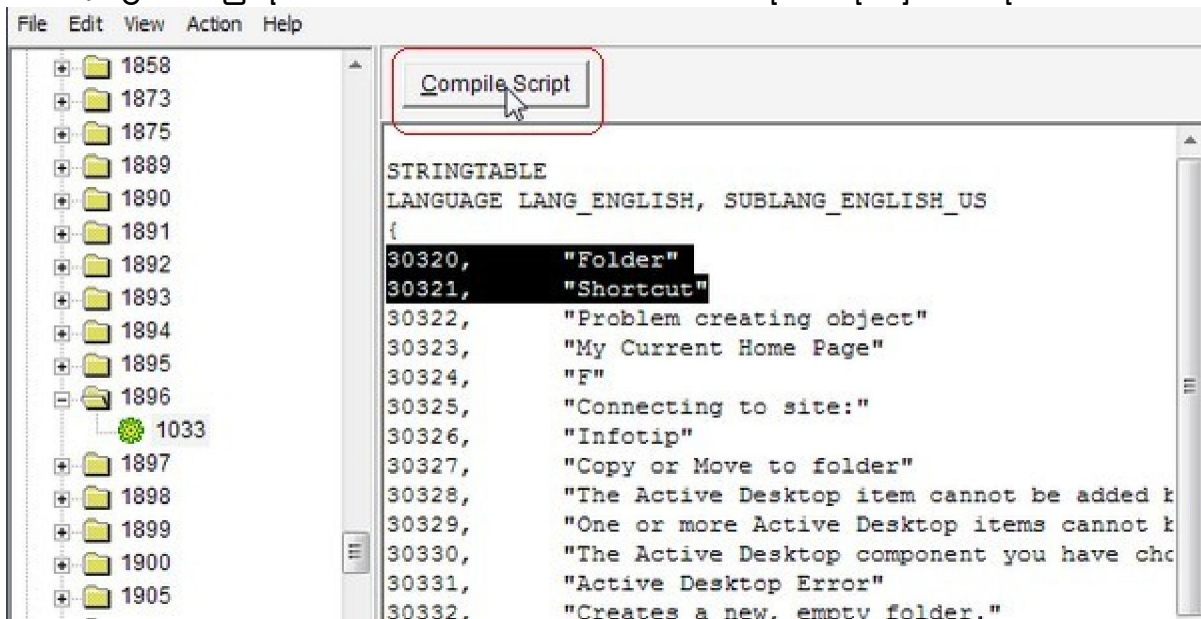 File Edit View Action Help
1858
1873
1875
1889
1890
1891
1892
1893
1894
1895
1896
1033
1897
1898
1899
1900
1905
Compile Script
STRINGTABLE
LANGUAGE LANG_ENGLISH, SUBLANG_ENGLISH_US
{
30320, "Folder"
30321, "Shortcut"
30322, "Problem creating object"
30323, "My Current Home Page"
30324, "F"
30325, "Connecting to site:"
30326, "Infotip"
30327, "Copy or Move to folder"
30328, "The Active Desktop item cannot be added
30329, "One or more Active Desktop items cannot
30330, "The Active Desktop component you have
30331, "Active Desktop Error"
30332, "Creates a new, empty folder."